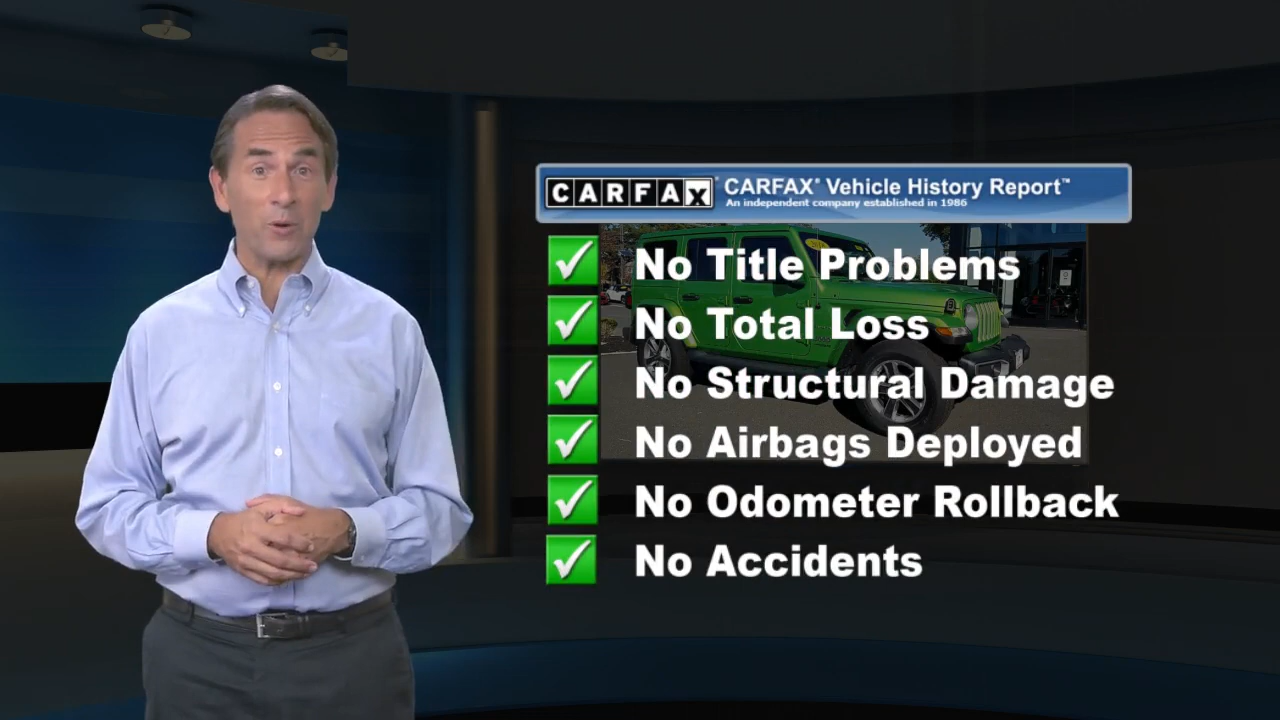 CARFAX
CARFAX® Vehicle History Report™
An independent company established in 1986
No Title Problems
No Total Loss
No Structural Damage
No Airbags Deployed
No Odometer Rollback
No Accidents